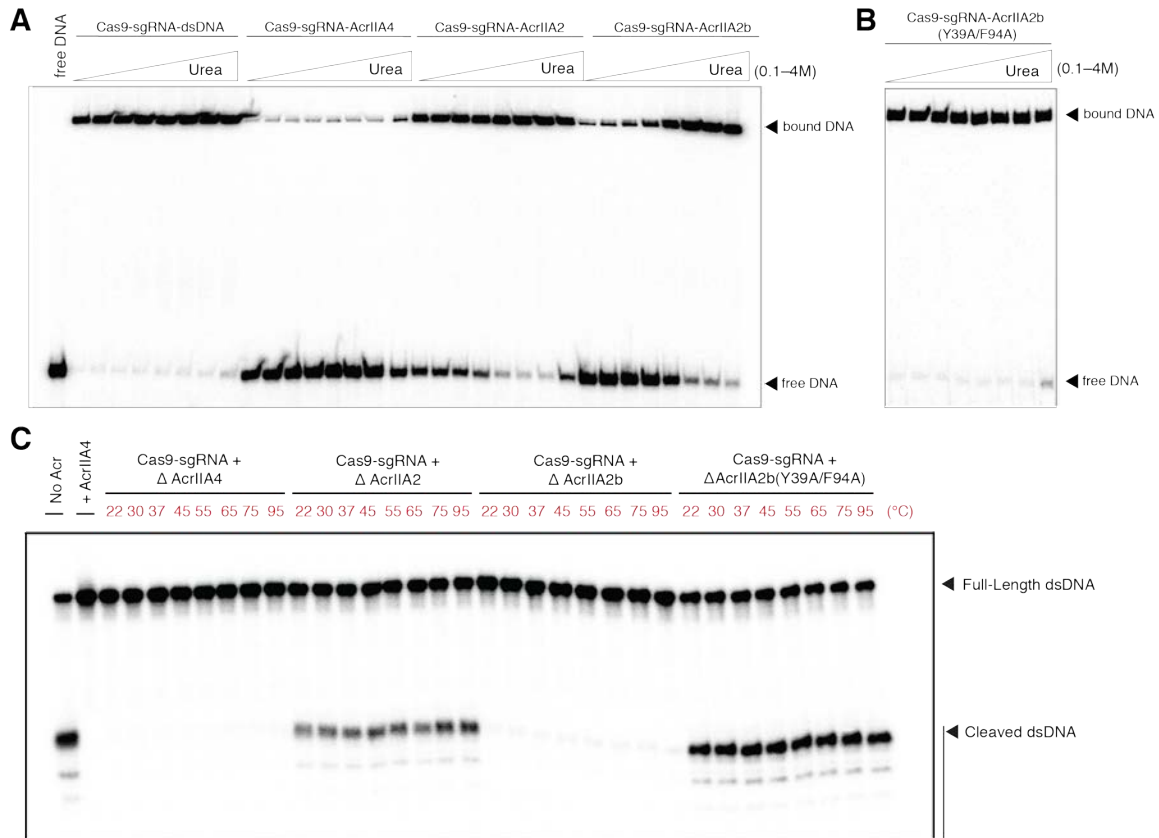 A
free DNA
Cas9-sgRNA-dsDNA
Cas9-sgRNA-AcrIIA4
Cas9-sgRNA-AcrIIA2
Cas9-sgRNA-AcrIIA2b
Urea
Urea
Urea
Urea
(0.1–4M)
bound DNA
free DNA
B
Cas9-sgRNA-AcrIIA2b
(Y39A/F94A)
Urea
(0.1–4M)
bound DNA
free DNA
C
No Acr
+ AcrIIA4
Cas9-sgRNA +
Δ AcrIIA4
Cas9-sgRNA +
Δ AcrIIA2
Cas9-sgRNA +
Δ AcrIIA2b
Cas9-sgRNA +
ΔAcrIIA2b(Y39A/F94A)
22 30 37 45 55 65 75 95
22 30 37 45 55 65 75 95
22 30 37 45 55 65 75 95
22 30 37 45 55 65 75 95 (°C)
Full-Length dsDNA
Cleaved dsDNA